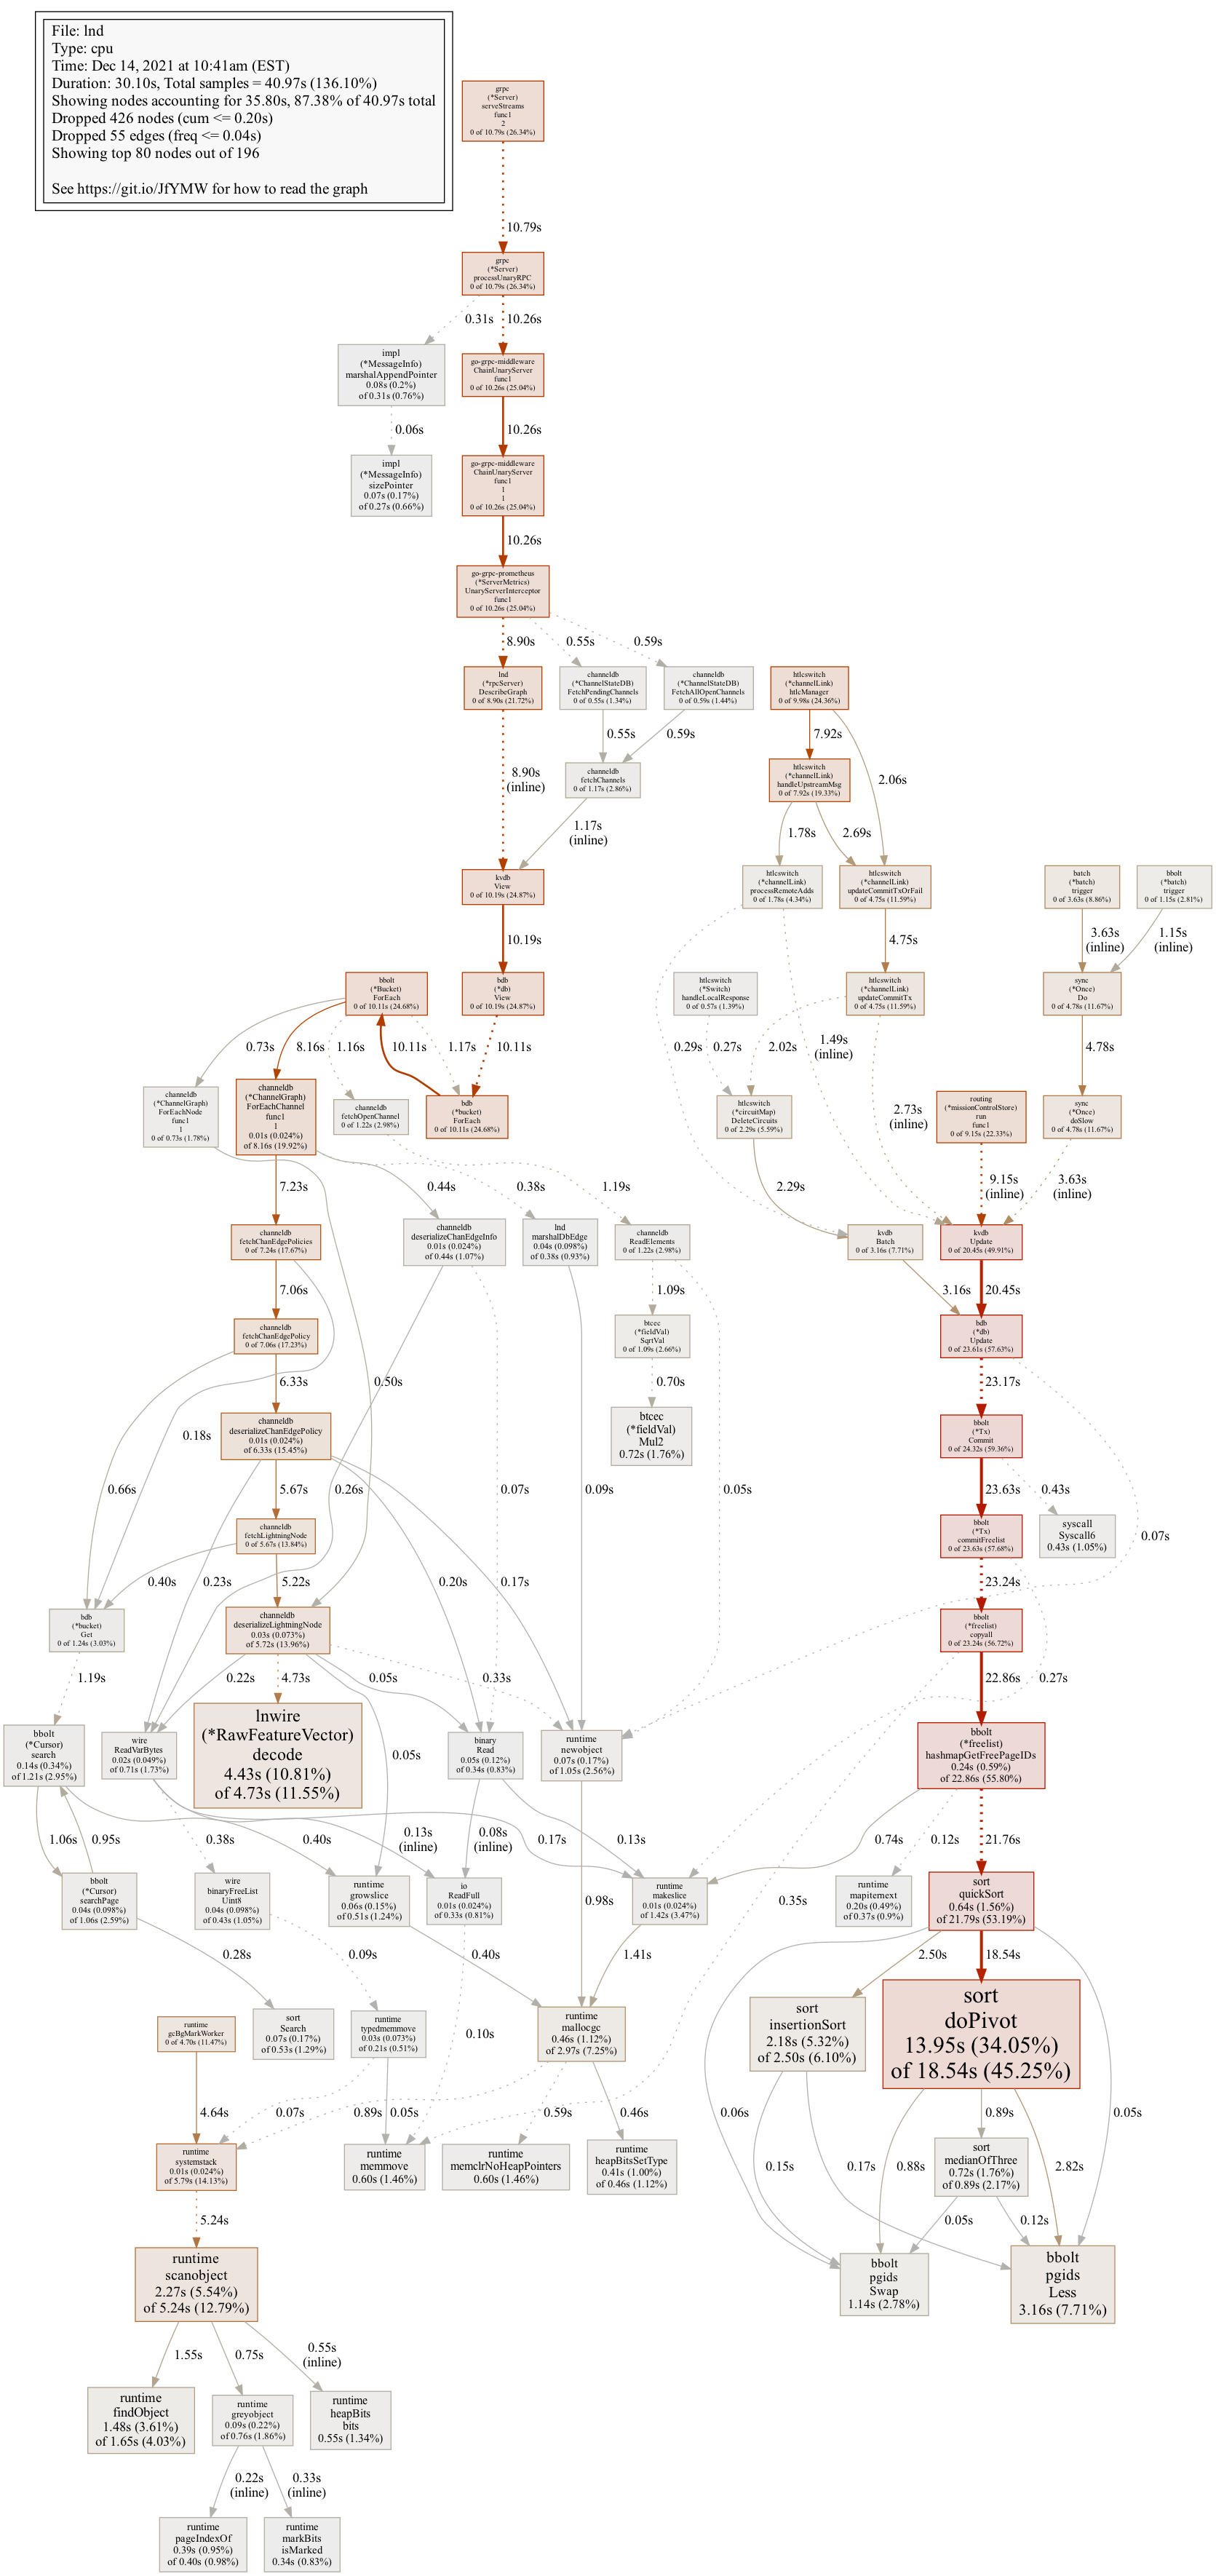 File: lnd
Type: cpu
Time: Dec 14, 2021 at 10:41am (EST)
Duration: 30.10s, Total samples = 40.97s (136.10%)
Showing nodes accounting for 35.80s, 87.38% of 40.97s total
Dropped 426 nodes (cum <= 0.20s)
Dropped 55 edges (freq <= 0.04s)
Showing top 80 nodes out of 196
See https://git.io/JfYMW for how to read the graph
grpc
(*Server)
serveStreams
func1
2
0 of 10.79s (26.34%)
10.79s
grpc
(*Server)
processUnaryRPC
0 of 10.79s (26.34%)
0.31s
10.26s
impl
(*MessageInfo)
marshalAppendPointer
0.08s (0.2%)
of 0.31s (0.76%)
go-grpc-middleware
ChainUnaryServer
func1
0 of 10.26s (25.04%)
0.06s
10.26s
impl
(*MessageInfo)
sizePointer
0.07s (0.17%)
of 0.27s (0.66%)
go-grpc-middleware
ChainUnaryServer
func1
1
1
0 of 10.26s (25.04%)
10.26s
go-grpc-prometheus
(*ServerMetrics)
UnaryServerInterceptor
func1
0 of 10.26s (25.04%)
8.90s
0.55s
0.59s
lnd
(*rpcServer)
DescribeGraph
0 of 8.90s (21.72%)
channeldb
(*ChannelStateDB)
FetchPendingChannels
0 of 0.55s (1.34%)
channeldb
(*ChannelStateDB)
FetchAllOpenChannels
0 of 0.59s (1.44%)
htlcswitch
(*channelLink)
htlcManager
0 of 9.98s (24.36%)
0.55s
0.59s
7.92s
8.90s
(inline)
channeldb
fetchChannels
0 of 1.17s (2.86%)
htlcswitch
(*channelLink)
handleUpstreamMsg
0 of 7.92s (19.33%)
2.06s
1.17s
(inline)
1.78s
2.69s
kvdb
View
0 of 10.19s (24.87%)
htlcswitch
(*channelLink)
processRemoteAdds
0 of 1.78s (4.34%)
htlcswitch
(*channelLink)
updateCommitTxOrFail
0 of 4.75s (11.59%)
batch
(*batch)
trigger
0 of 3.63s (8.86%)
bbolt
(*batch)
trigger
0 of 1.15s (2.81%)
10.19s
4.75s
3.63s
(inline)
1.15s
(inline)
bbolt
(*Bucket)
ForEach
0 of 10.11s (24.68%)
bdb
(*db)
View
0 of 10.19s (24.87%)
htlcswitch
(*Switch)
handleLocalResponse
0 of 0.57s (1.39%)
htlcswitch
(*channelLink)
updateCommitTx
0 of 4.75s (11.59%)
sync
(*Once)
Do
0 of 4.78s (11.67%)
0.73s
8.16s
1.16s
10.11s
1.17s
10.11s
0.29s
0.27s
2.02s
1.49s
(inline)
4.78s
channeldb
(*ChannelGraph)
ForEachNode
func1
1
0 of 0.73s (1.78%)
channeldb
(*ChannelGraph)
ForEachChannel
func1
1
0.01s (0.024%)
of 8.16s (19.92%)
channeldb
fetchOpenChannel
0 of 1.22s (2.98%)
bdb
(*bucket)
ForEach
0 of 10.11s (24.68%)
htlcswitch
(*circuitMap)
DeleteCircuits
0 of 2.29s (5.59%)
2.73s
(inline)
routing
(*missionControlStore)
run
func1
0 of 9.15s (22.33%)
sync
(*Once)
doSlow
0 of 4.78s (11.67%)
7.23s
0.44s
0.38s
1.19s
2.29s
9.15s
(inline)
3.63s
(inline)
channeldb
fetchChanEdgePolicies
0 of 7.24s (17.67%)
channeldb
deserializeChanEdgeInfo
0.01s (0.024%)
of 0.44s (1.07%)
lnd
marshalDbEdge
0.04s (0.098%)
of 0.38s (0.93%)
channeldb
ReadElements
0 of 1.22s (2.98%)
kvdb
Batch
0 of 3.16s (7.71%)
kvdb
Update
0 of 20.45s (49.91%)
7.06s
1.09s
3.16s
20.45s
channeldb
fetchChanEdgePolicy
0 of 7.06s (17.23%)
btcec
(*fieldVal)
SqrtVal
0 of 1.09s (2.66%)
bdb
(*db)
Update
0 of 23.61s (57.63%)
6.33s
0.50s
0.70s
23.17s
0.18s
channeldb
deserializeChanEdgePolicy
0.01s (0.024%)
of 6.33s (15.45%)
btcec
(*fieldVal)
Mul2
0.72s (1.76%)
bbolt
(*Tx)
Commit
0 of 24.32s (59.36%)
0.66s
5.67s
0.26s
0.07s
0.09s
0.05s
23.63s
0.43s
channeldb
fetchLightningNode
0 of 5.67s (13.84%)
bbolt
(*Tx)
commitFreelist
0 of 23.63s (57.68%)
syscall
Syscall6
0.43s (1.05%)
0.07s
0.40s
0.23s
5.22s
0.20s
0.17s
23.24s
bdb
(*bucket)
Get
0 of 1.24s (3.03%)
channeldb
deserializeLightningNode
0.03s (0.073%)
of 5.72s (13.96%)
bbolt
(*freelist)
copyall
0 of 23.24s (56.72%)
1.19s
0.22s
4.73s
0.05s
0.33s
22.86s
0.27s
bbolt
(*Cursor)
search
0.14s (0.34%)
of 1.21s (2.95%)
wire
ReadVarBytes
0.02s (0.049%)
of 0.71s (1.73%)
lnwire
(*RawFeatureVector)
decode
4.43s (10.81%)
of 4.73s (11.55%)
0.05s
binary
Read
0.05s (0.12%)
of 0.34s (0.83%)
runtime
newobject
0.07s (0.17%)
of 1.05s (2.56%)
bbolt
(*freelist)
hashmapGetFreePageIDs
0.24s (0.59%)
of 22.86s (55.80%)
1.06s
0.95s
0.38s
0.40s
0.13s
(inline)
0.08s
(inline)
0.17s
0.13s
0.74s
0.12s
21.76s
bbolt
(*Cursor)
searchPage
0.04s (0.098%)
of 1.06s (2.59%)
wire
binaryFreeList
Uint8
0.04s (0.098%)
of 0.43s (1.05%)
runtime
growslice
0.06s (0.15%)
of 0.51s (1.24%)
io
ReadFull
0.01s (0.024%)
of 0.33s (0.81%)
0.98s
runtime
makeslice
0.01s (0.024%)
of 1.42s (3.47%)
0.35s
runtime
mapiternext
0.20s (0.49%)
of 0.37s (0.9%)
sort
quickSort
0.64s (1.56%)
of 21.79s (53.19%)
0.28s
0.09s
0.40s
1.41s
2.50s
18.54s
runtime
gcBgMarkWorker
0 of 4.70s (11.47%)
sort
Search
0.07s (0.17%)
of 0.53s (1.29%)
runtime
typedmemmove
0.03s (0.073%)
of 0.21s (0.51%)
0.10s
runtime
mallocgc
0.46s (1.12%)
of 2.97s (7.25%)
sort
insertionSort
2.18s (5.32%)
of 2.50s (6.10%)
sort
doPivot
13.95s (34.05%)
of 18.54s (45.25%)
4.64s
0.07s
0.89s
0.05s
0.59s
0.46s
0.06s
0.89s
0.05s
runtime
systemstack
0.01s (0.024%)
of 5.79s (14.13%)
runtime
memmove
0.60s (1.46%)
runtime
memclrNoHeapPointers
0.60s (1.46%)
runtime
heapBitsSetType
0.41s (1.00%)
of 0.46s (1.12%)
0.15s
0.17s
0.88s
sort
medianOfThree
0.72s (1.76%)
of 0.89s (2.17%)
2.82s
5.24s
0.05s
0.12s
runtime
scanobject
2.27s (5.54%)
of 5.24s (12.79%)
bbolt
pgids
Swap
1.14s (2.78%)
bbolt
pgids
Less
3.16s (7.71%)
1.55s
0.75s
0.55s
(inline)
runtime
findObject
1.48s (3.61%)
of 1.65s (4.03%)
runtime
greyobject
0.09s (0.22%)
of 0.76s (1.86%)
runtime
heapBits
bits
0.55s (1.34%)
0.22s
(inline)
0.33s
(inline)
runtime
pageIndexOf
0.39s (0.95%)
of 0.40s (0.98%)
runtime
markBits
isMarked
0.34s (0.83%)